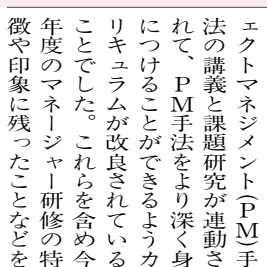 ェクトマネジメント(PM)手
法の講義と課題研究が連動さ
れて、PM手法をより深く身
につけることができるようカ
リキュラムが改良されている
ことでした。これらを含め今
年度のマネージャー研修の特
徴や印象に残ったことなどを